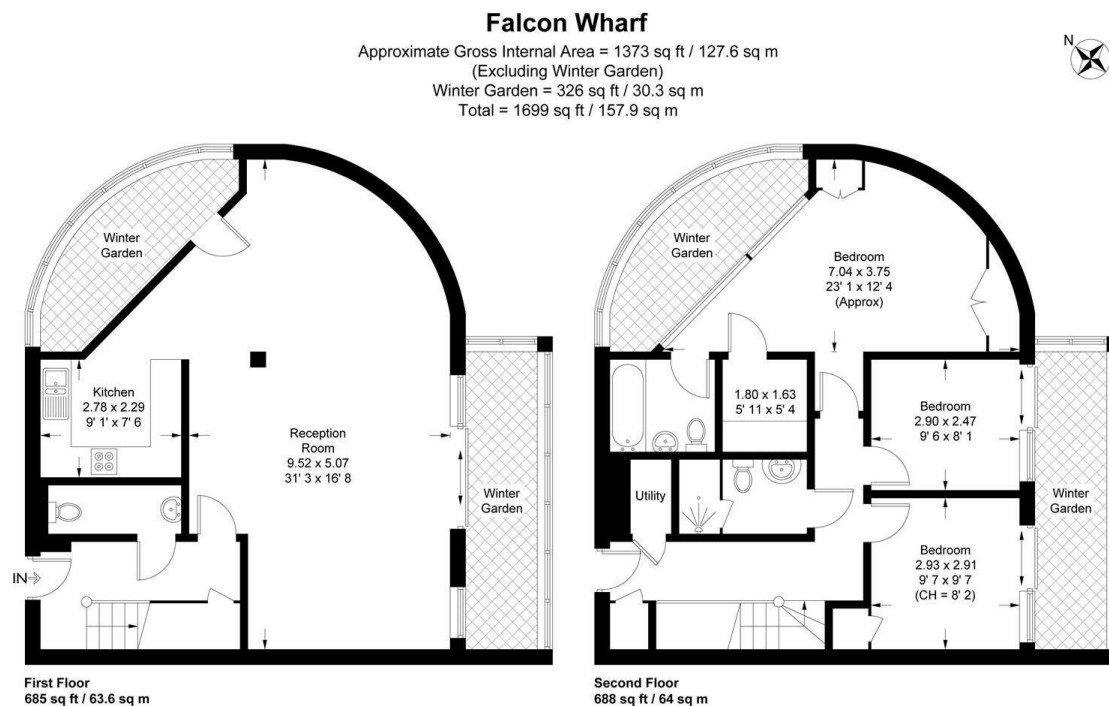 Falcon Wharf
Approximate Gross Internal Area = 1373 sq ft / 127.6 sq m
(Excluding Winter Garden)
Winter Garden = 326 sq ft / 30.3 sq m
Total = 1699 sq ft / 157.9 sq m
N
Winter
Garden
Kitchen
2.78 x 2.29
9' 1' x 7' 6
Reception
Room
9.52 x 5.07
31' 3 x 16' 8
Winter
Garden
IN
First Floor
685 sq ft / 63.6 sq m
Winter
Garden
Bedroom
7.04 x 3.75
23' 1 x 12' 4
(Approx)
1.80 x 1.63
5' 11 x 5' 4
Bedroom
2.90 x 2.47
9' 6 x 8' 1
Utility
Winter
Garden
Bedroom
2.93 x 2.91
9' 7 x 9' 7
(CH = 8' 2)
Second Floor
688 sq ft / 64 sq m